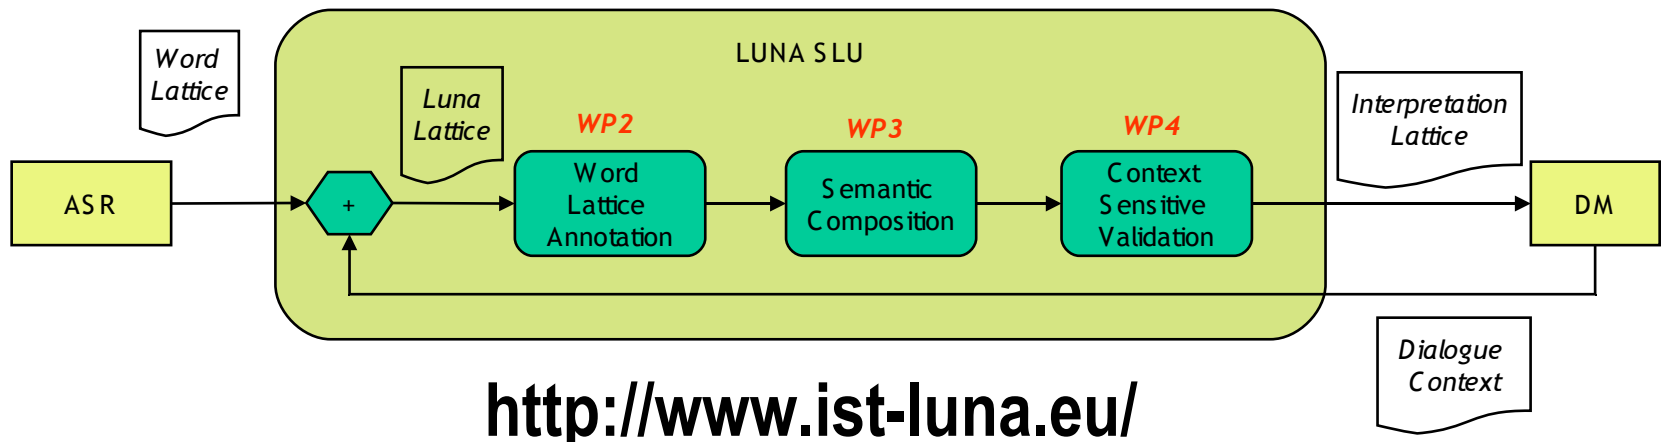 LUNA SLU
Word
Lattice
Luna
Lattice
WP2
WP3
WP4
Interpretation
Lattice
ASR
+
Word
Lattice
Annotation
Semantic
Composition
Context
Sensitive
Validation
DM
Dialogue
Context
http://www.ist-luna.eu/